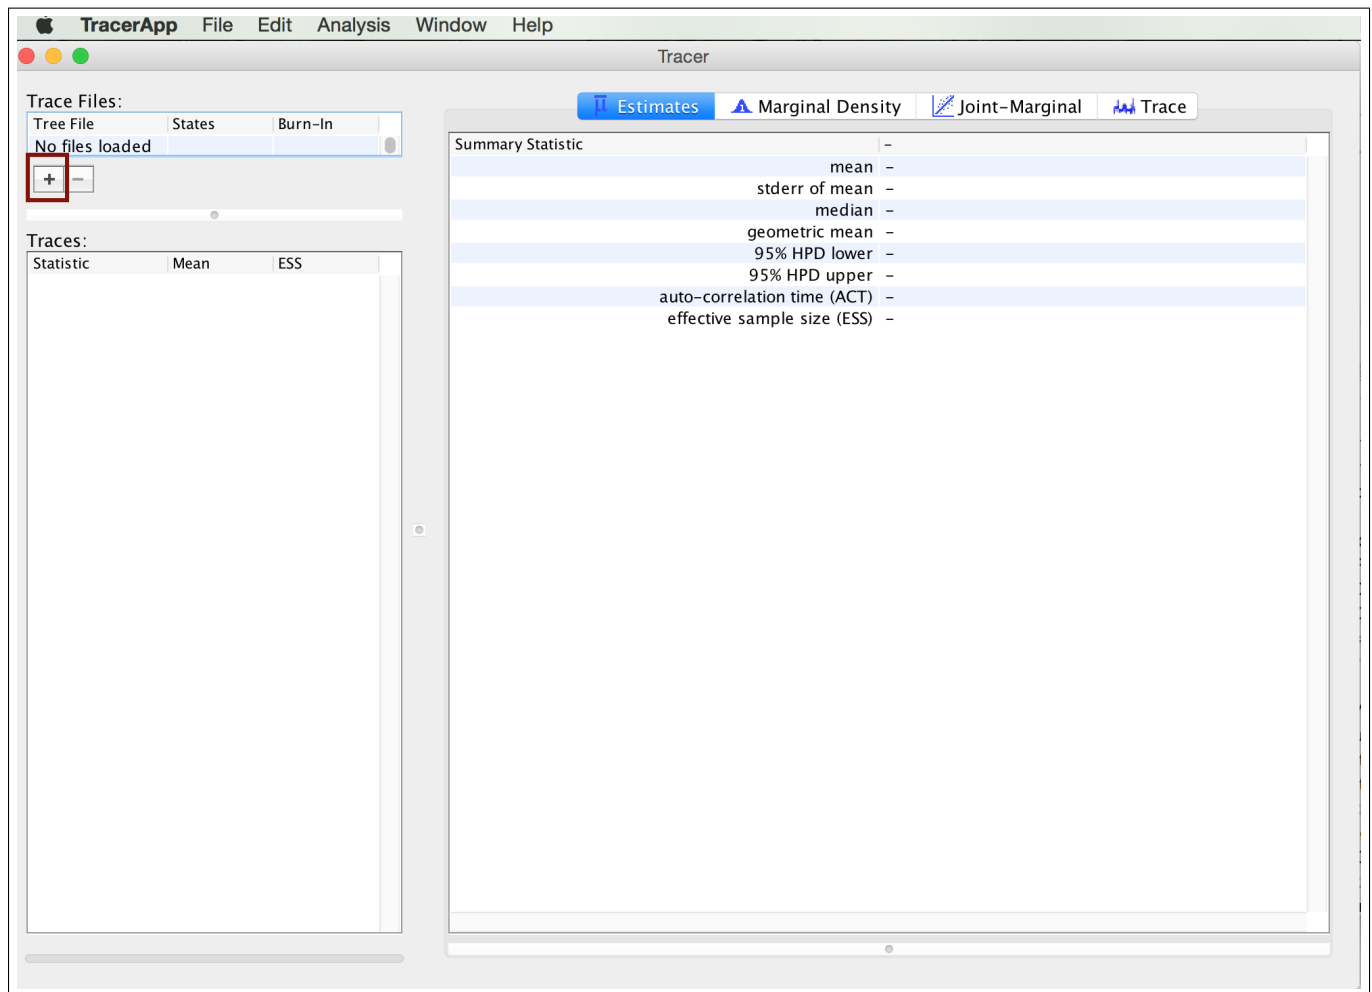 TracerApp File Edit Analysis Window Help
Tracer
Trace Files:
Tree File States Burn-In
No files loaded
+ −
Traces:
Statistic Mean ESS
Estimates Marginal Density Joint-Marginal Trace
Summary Statistic -
mean -
stderr of mean -
median -
geometric mean -
95% HPD lower -
95% HPD upper -
auto-correlation time (ACT) -
effective sample size (ESS) -